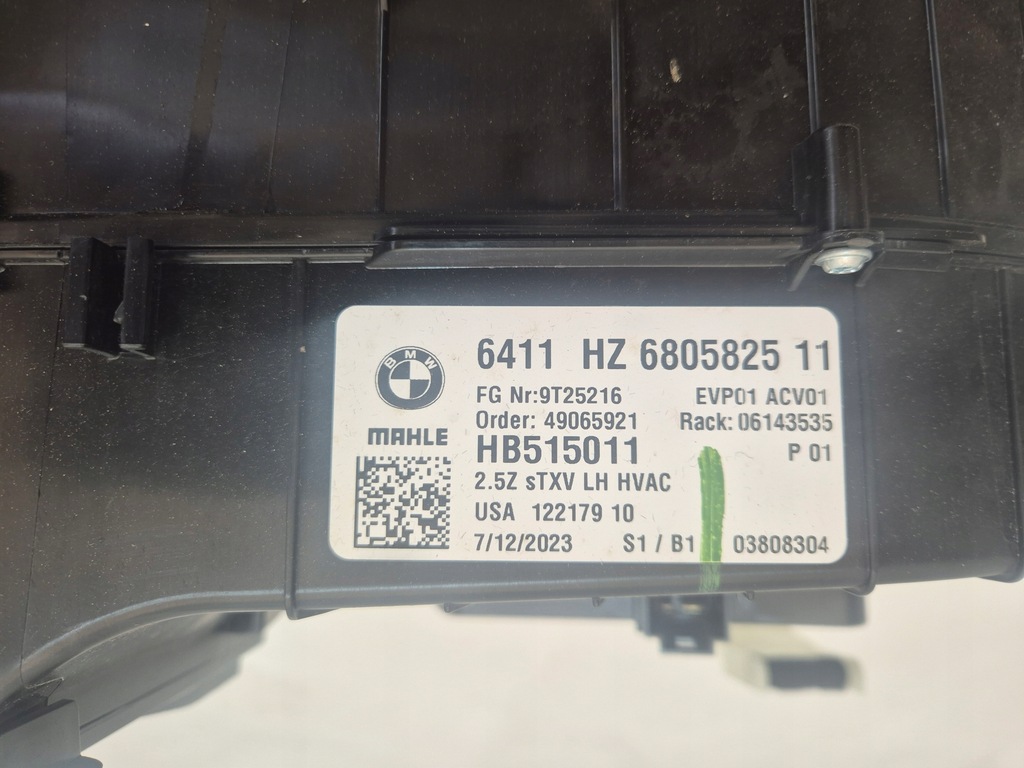 6411 HZ 6805825 11
BMW
FG Nr:9T25216 EVP01 ACV01
Order: 49065921 Rack: 06143535
MAHLE
HB515011 P 01
2.5Z sTXV LH HVAC
USA 122179 10
7/12/2023 S1 / B1 03808304